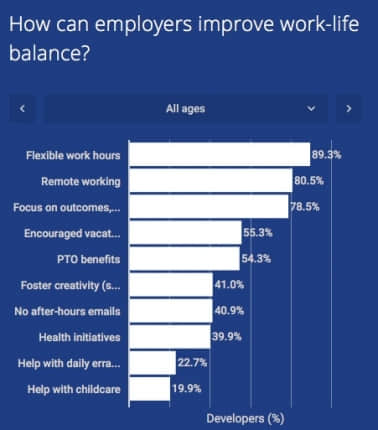 How can employers improve work-life
balance?
All ages
Flexible work hours 89.3%
Remote working 80.5%
Focus on outcomes,... 78.5%
Encouraged vacat... 55.3%
PTO benefits 54.3%
Foster creativity (s... 41.0%
No after-hours emails 40.9%
Health initiatives 39.9%
Help with daily erra... 22.7%
Help with childcare 19.9%
Developers (%)